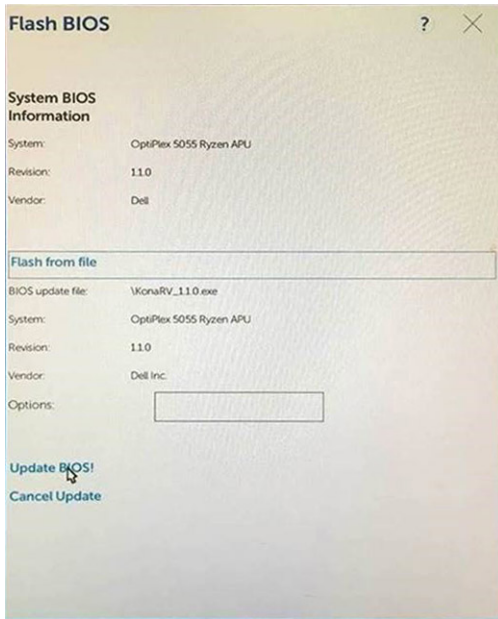 Flash BIOS ?
System BIOS
Information
System: OptiPlex 5055 Ryzen APU
Revision: 1.1.0
Vendor: Dell
Flash from file
BIOS update file: \KonaRV_1.1.0.exe
System: OptiPlex 5055 Ryzen APU
Revision: 1.1.0
Vendor: Dell Inc.
Options:
Update BIOS!
Cancel Update